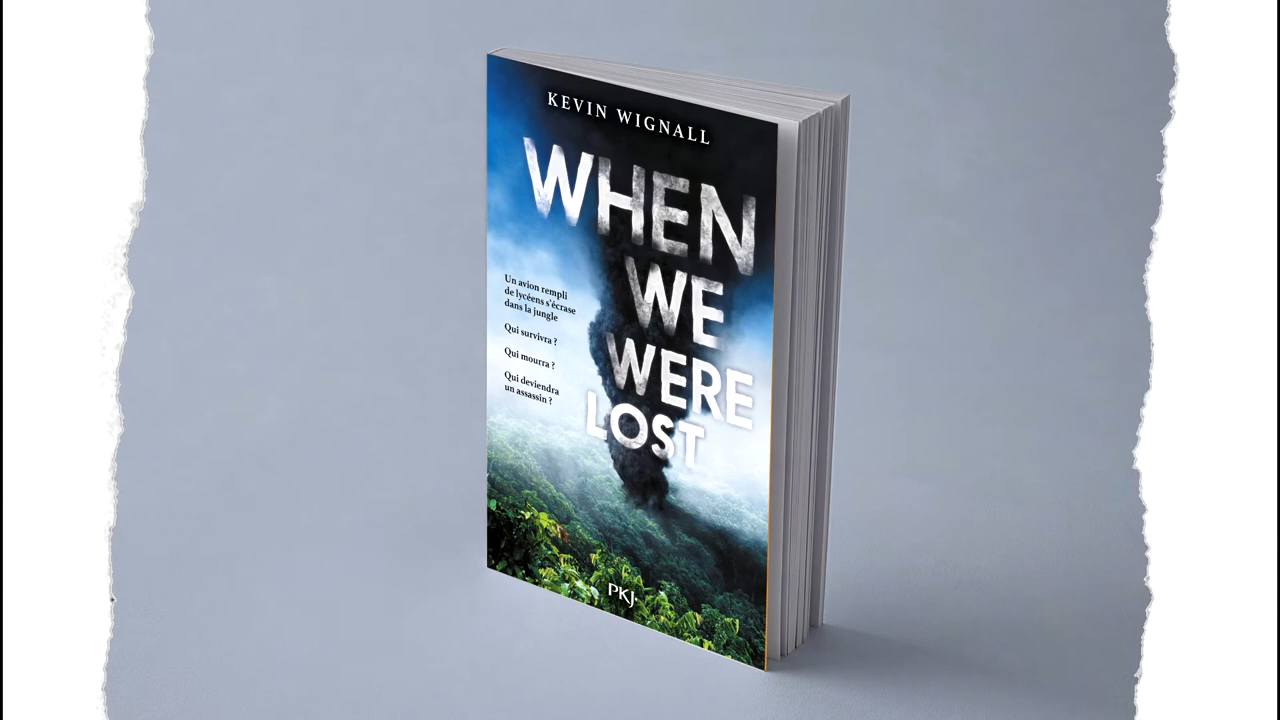 KEVIN WIGNALL
WHEN
WE
WERE
LOST
Un avion rempli
de lycéens s'écrase
dans la jungle
Qui survivra ?
Qui mourra ?
Qui deviendra
un assassin ?
PKJ.